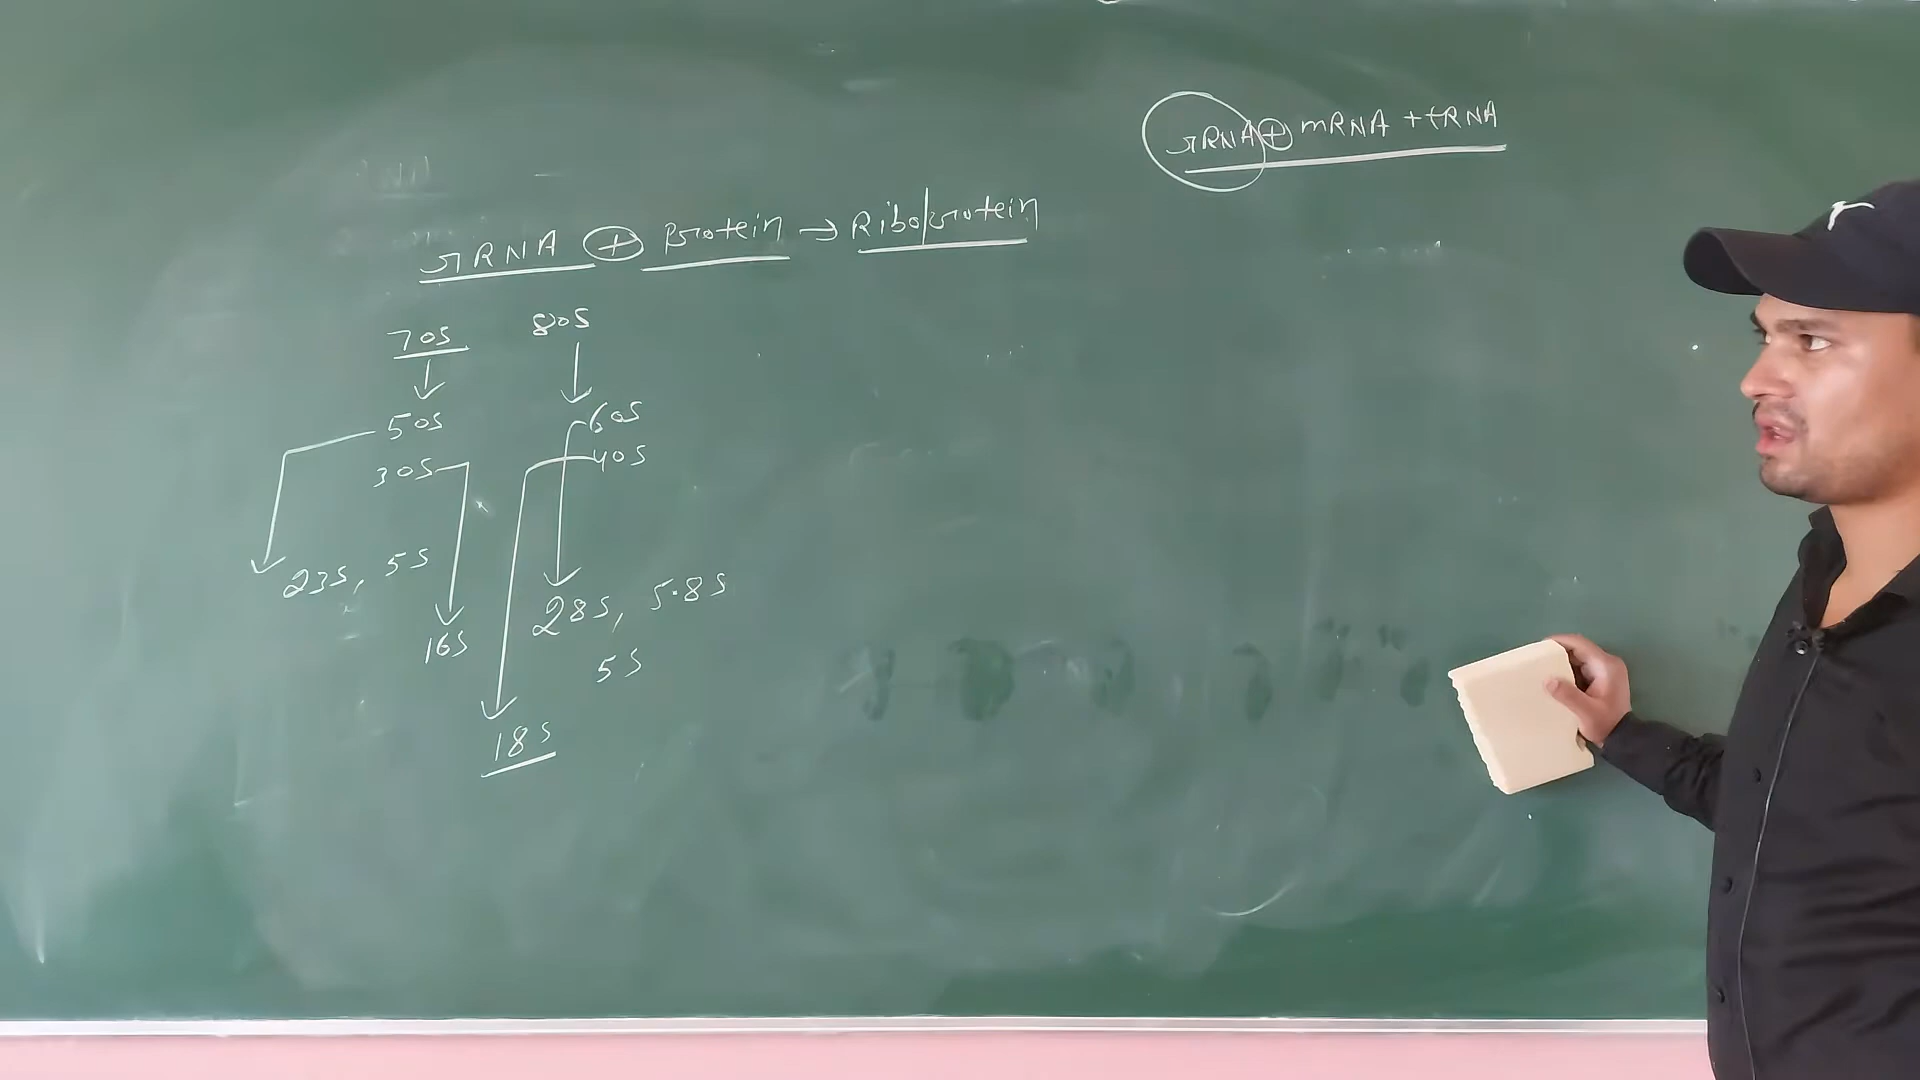 rRNA + mRNA + tRNA
rRNA + Protein → Riboprotein
70S 80S
50S 60S
30S 40S
23S, 5S 28S, 5.8S
16S 5S
18S